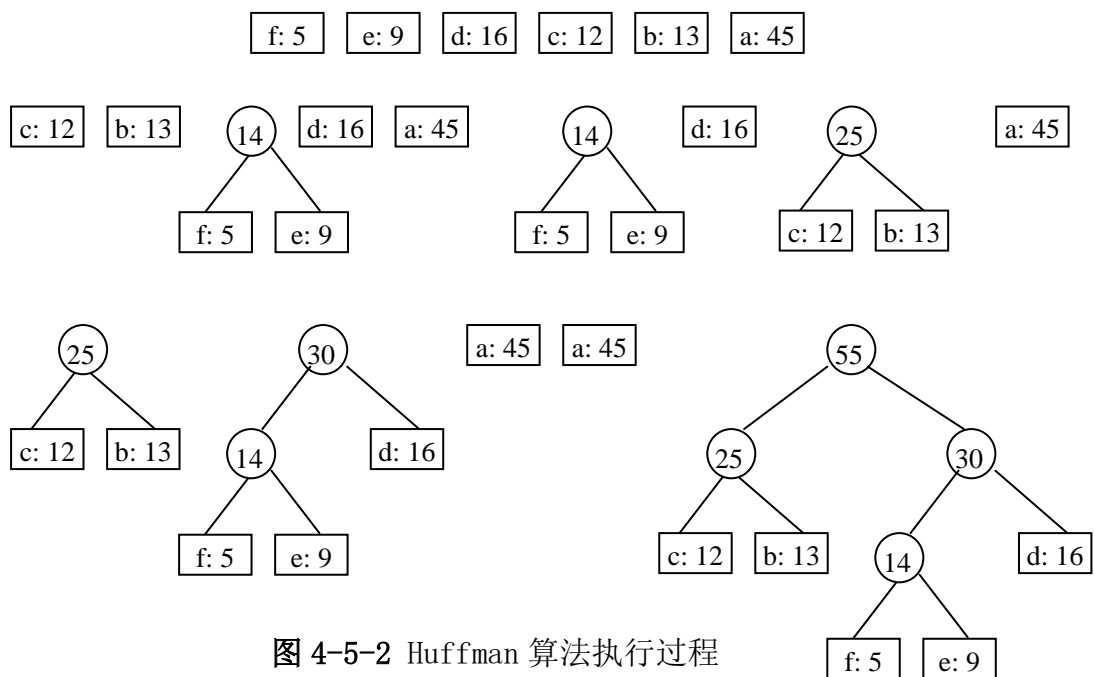 f: 5 e: 9 d: 16 c: 12 b: 13 a: 45
c: 12 b: 13 14 d: 16 a: 45 14 d: 16 25 a: 45
f: 5 e: 9 f: 5 e: 9 c: 12 b: 13
25 30 a: 45 a: 45 55
c: 12 b: 13 14 d: 16 25 30
f: 5 e: 9 c: 12 b: 13 14 d: 16
图 4-5-2 Huffman 算法执行过程
f: 5 e: 9